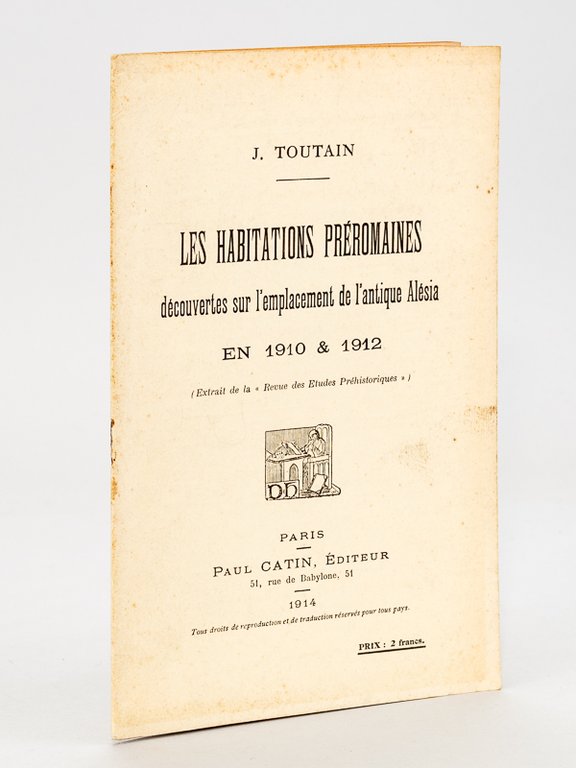 J. TOUTAIN
LES HABITATIONS PRÉROMAINES
découvertes sur l'emplacement de l'antique Alésia
EN 1910 & 1912
(Extrait de la « Revue des Etudes Préhistoriques »)
PARIS
PAUL CATIN, ÉDITEUR
51, rue de Babylone, 51
1914
Tous droits de reproduction et de traduction réservés pour tous pays.
PRIX : 2 francs.